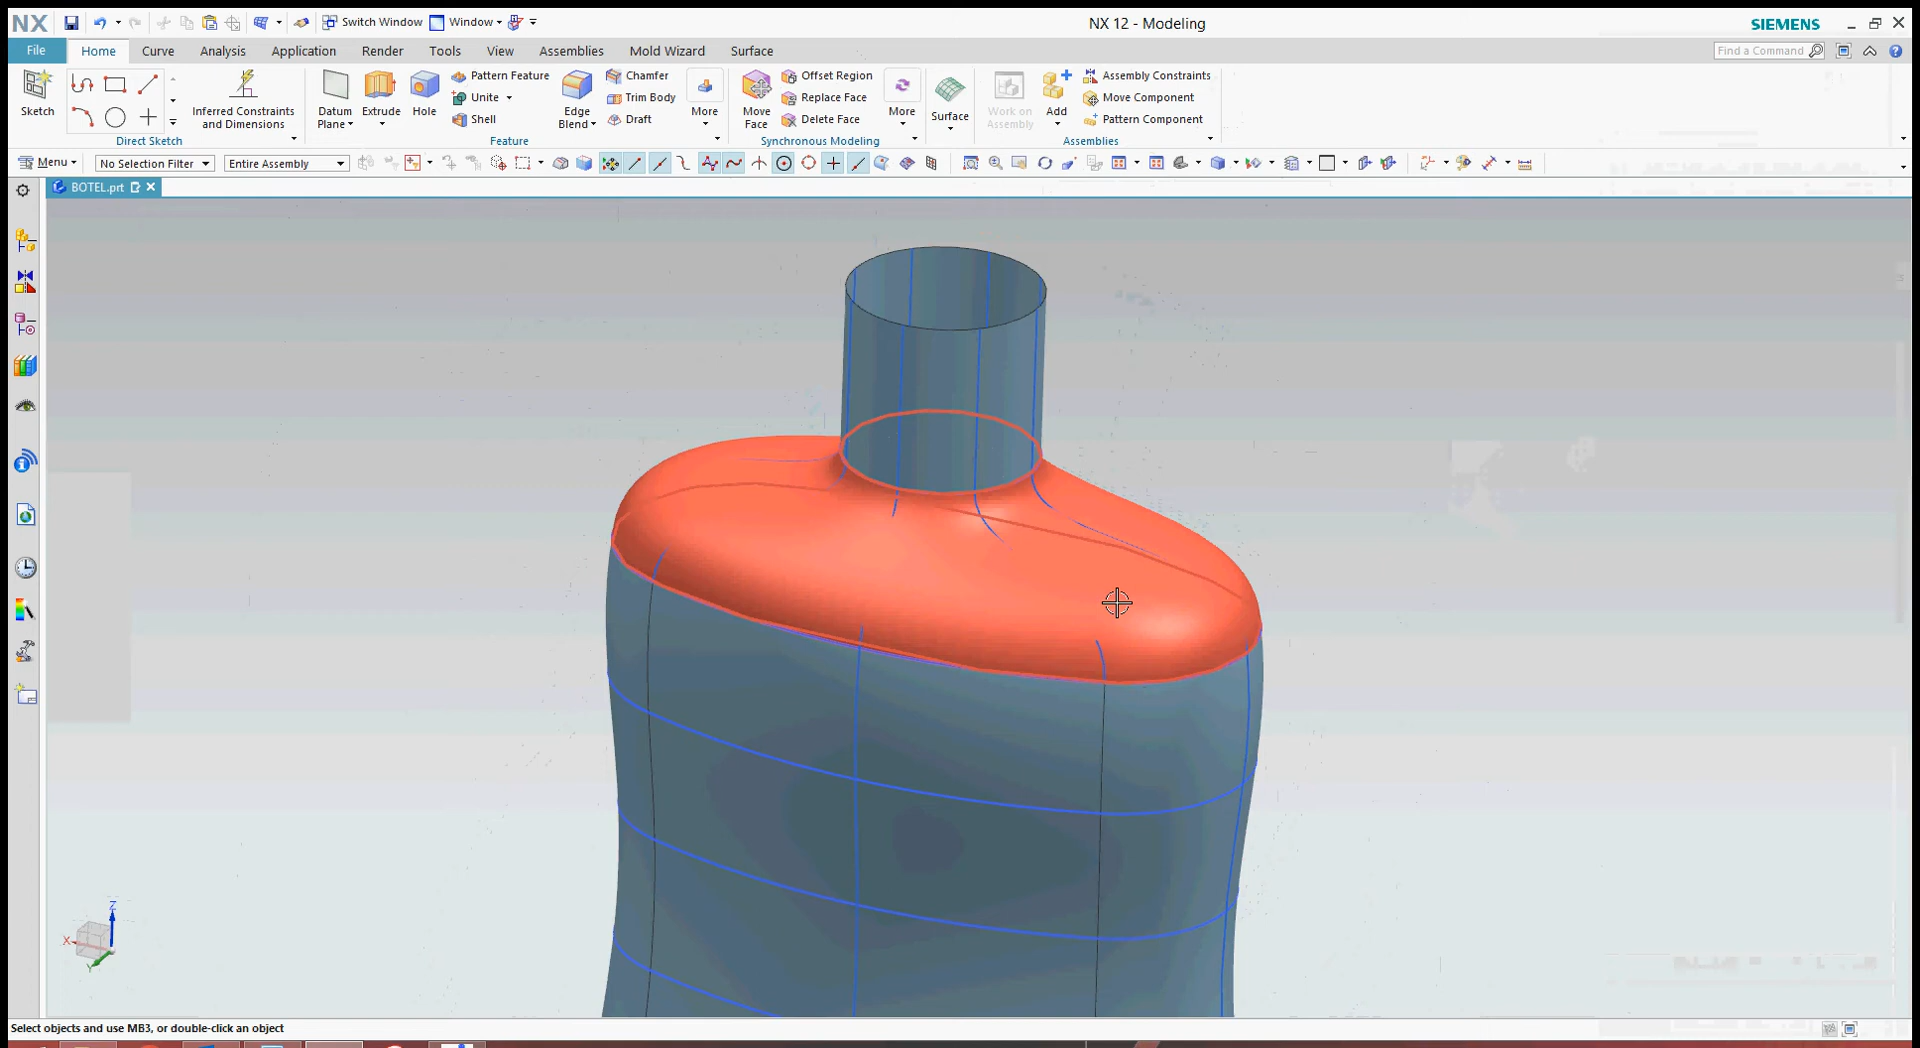 NX Switch Window Window NX 12 - Modeling SIEMENS
File Home Curve Analysis Application Render Tools View Assemblies Mold Wizard Surface Find a Command
Sketch
Inferred Constraints
and Dimensions
Direct Sketch
Datum
Plane
Extrude
Hole
Pattern Feature
Unite
Shell
Edge
Blend
Chamfer
Trim Body
Draft
More
Feature
Move
Face
Offset Region
Replace Face
Delete Face
More
Synchronous Modeling
Surface
Work on
Assembly
Add
Assembly Constraints
Move Component
Pattern Component
Assemblies
Menu No Selection Filter Entire Assembly
BOTEL.prt
Z
X
Y
Select objects and use MB3, or double-click an object